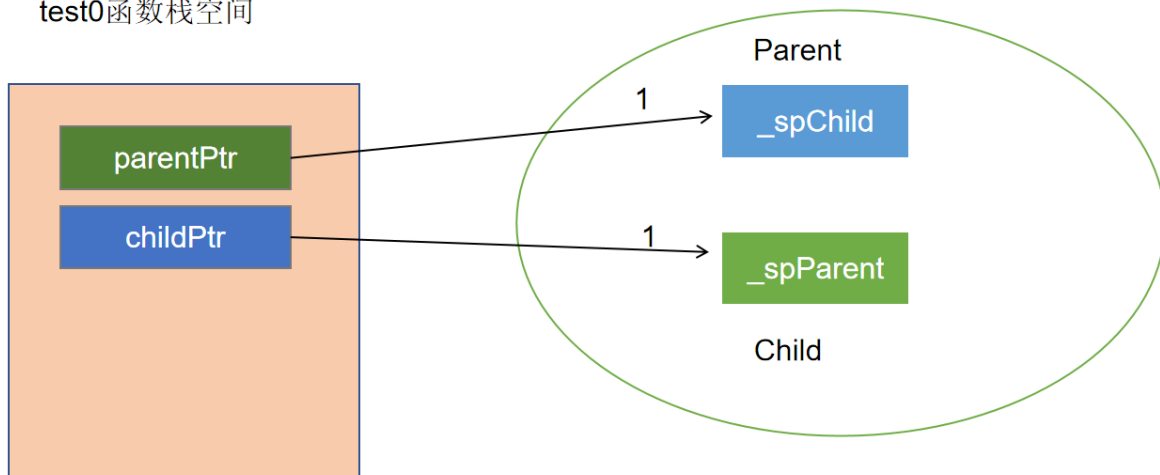 test0函数栈空间
Parent
1
_spChild
parentPtr
childPtr
1
_spParent
Child